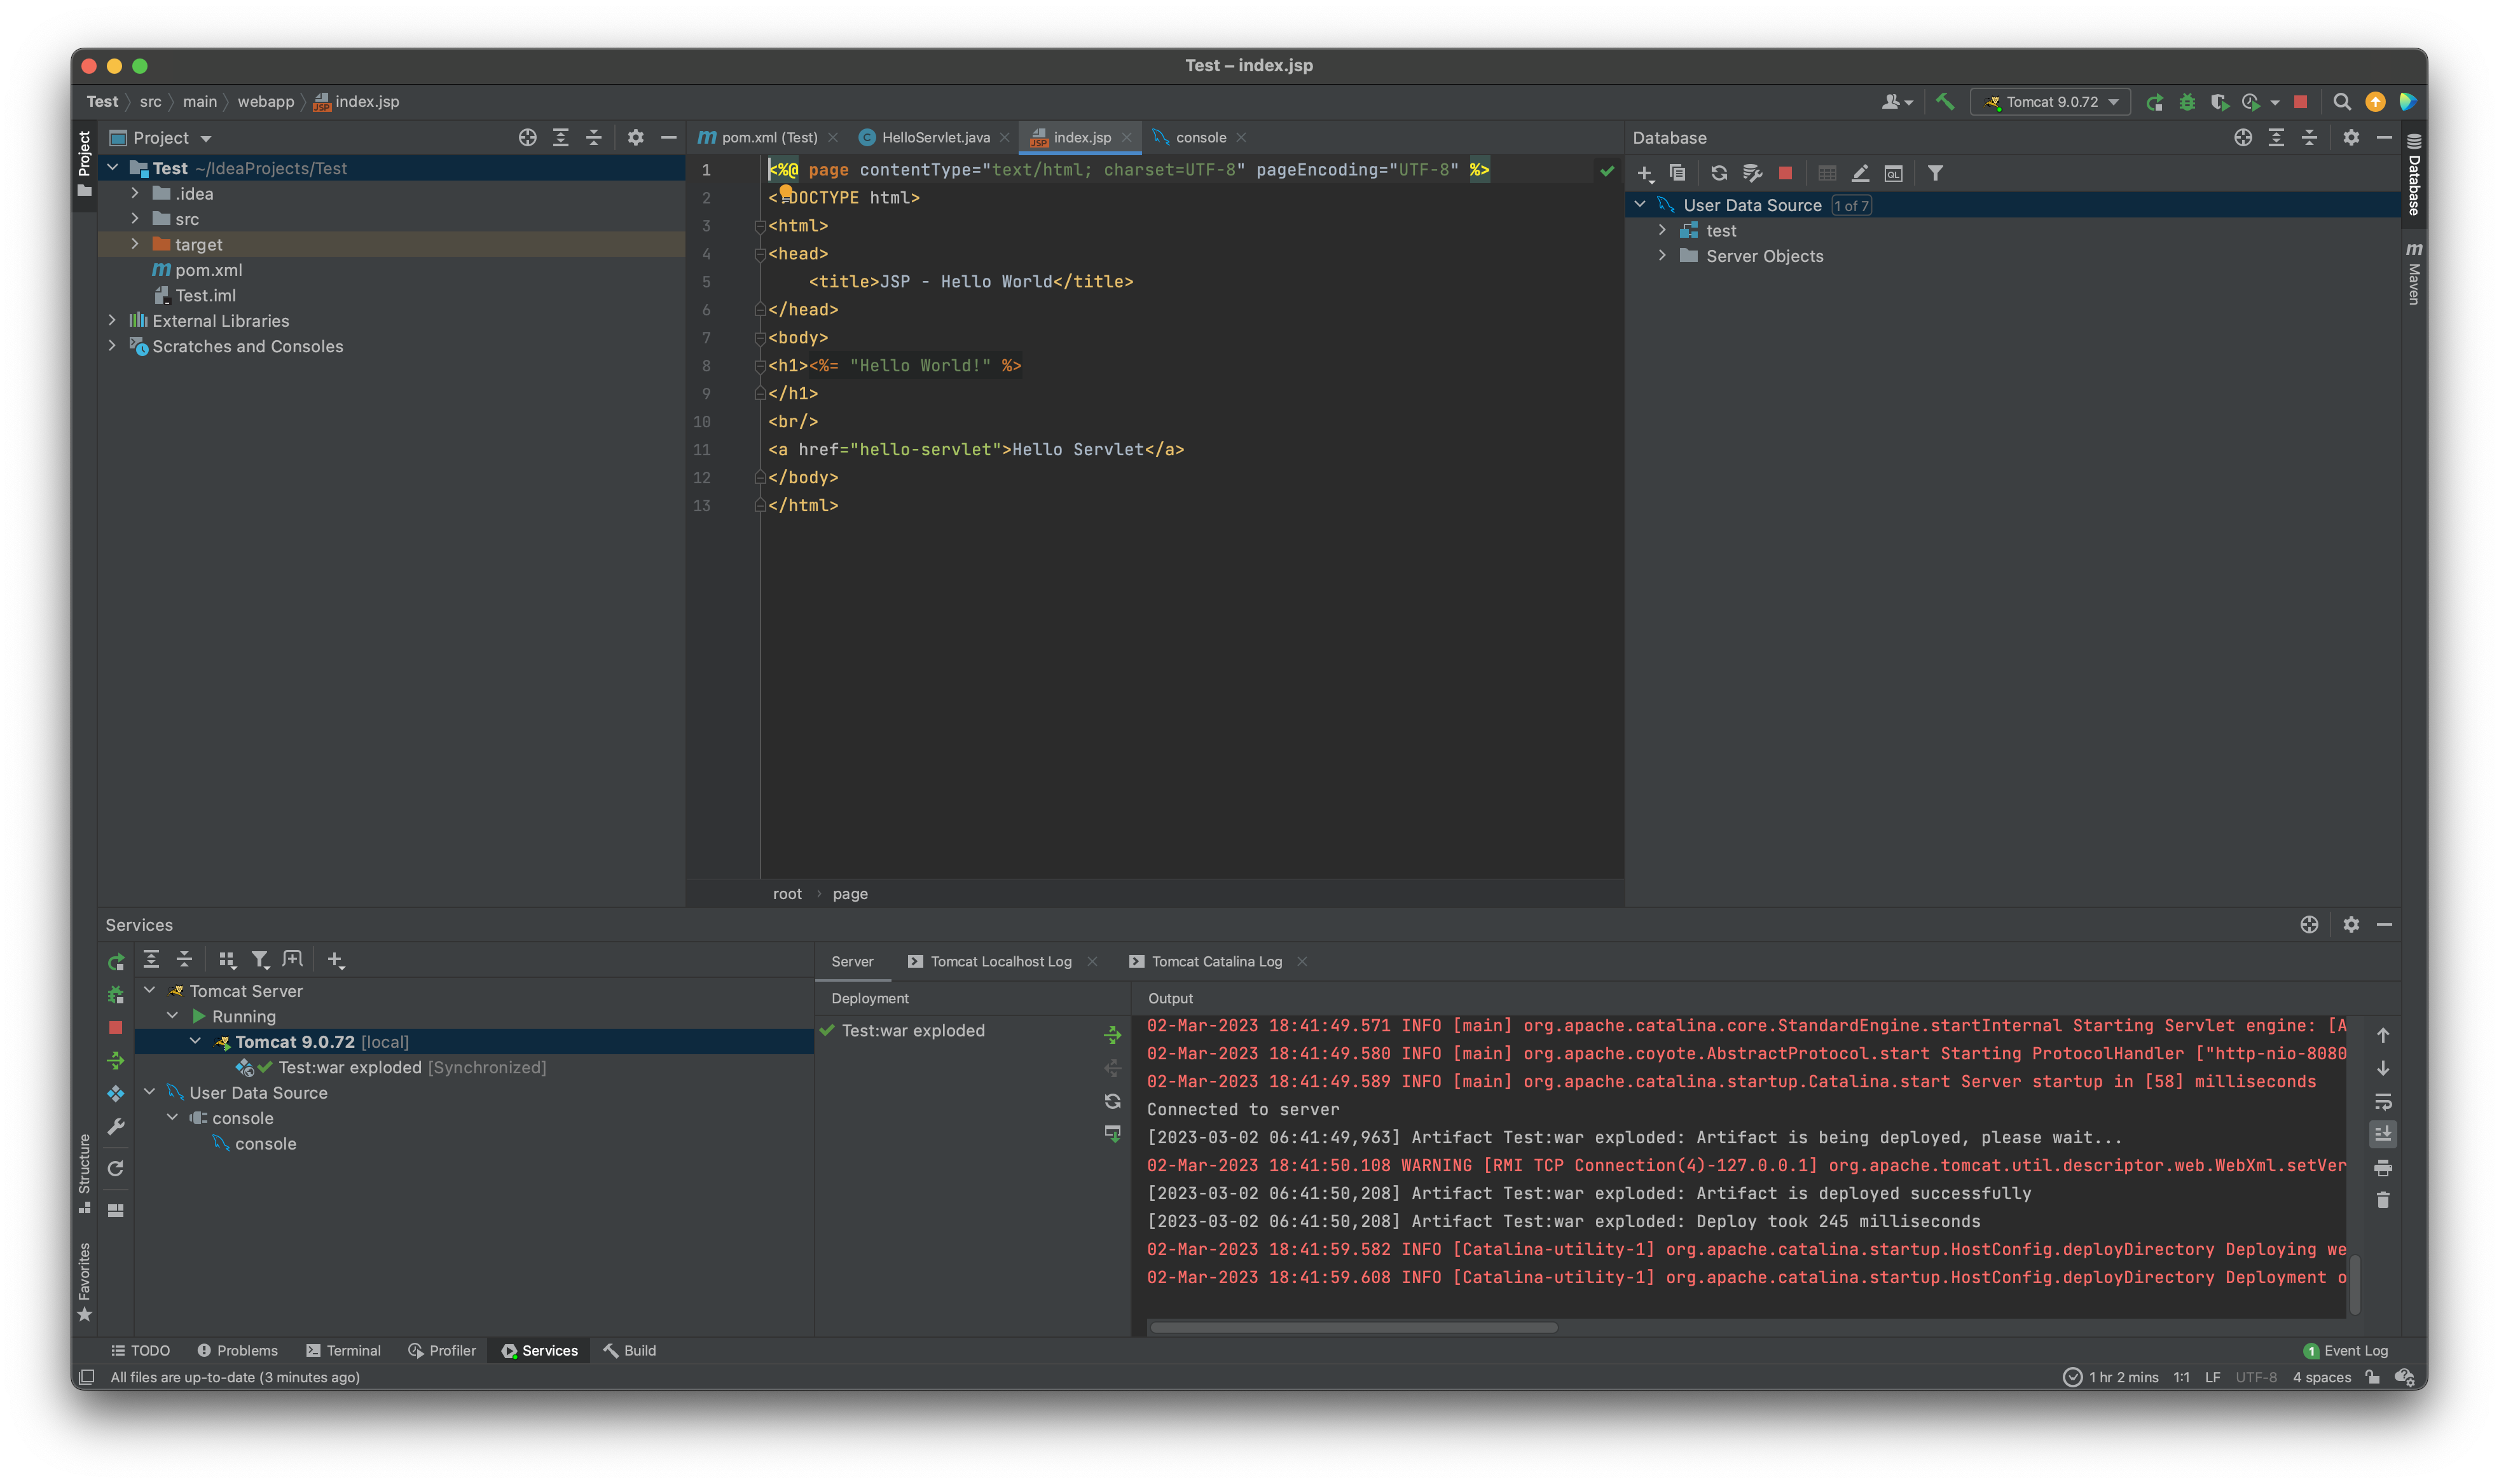 Test – index.jsp
Test
src
main
webapp
index.jsp
Tomcat 9.0.72
Project
Structure
Favorites
Project
Test ~/IdeaProjects/Test
.idea
src
target
pom.xml
Test.iml
External Libraries
Scratches and Consoles
pom.xml (Test)
HelloServlet.java
index.jsp
console
1 <%@ page contentType="text/html; charset=UTF-8" pageEncoding="UTF-8" %>
2 <!DOCTYPE html>
3 <html>
4 <head>
5 <title>JSP - Hello World</title>
6 </head>
7 <body>
8 <h1><%= "Hello World!" %>
9 </h1>
10 <br/>
11 <a href="hello-servlet">Hello Servlet</a>
12 </body>
13 </html>
root
page
Database
User Data Source 1 of 7
test
Server Objects
Database
Maven
Services
Tomcat Server
Running
Tomcat 9.0.72 [local]
Test:war exploded [Synchronized]
User Data Source
console
console
Server
Tomcat Localhost Log
Tomcat Catalina Log
Deployment
Test:war exploded
Output
02-Mar-2023 18:41:49.571 INFO [main] org.apache.catalina.core.StandardEngine.startInternal Starting Servlet engine: [A
02-Mar-2023 18:41:49.580 INFO [main] org.apache.coyote.AbstractProtocol.start Starting ProtocolHandler ["http-nio-8080
02-Mar-2023 18:41:49.589 INFO [main] org.apache.catalina.startup.Catalina.start Server startup in [58] milliseconds
Connected to server
[2023-03-02 06:41:49,963] Artifact Test:war exploded: Artifact is being deployed, please wait...
02-Mar-2023 18:41:50.108 WARNING [RMI TCP Connection(4)-127.0.0.1] org.apache.tomcat.util.descriptor.web.WebXml.setVer
[2023-03-02 06:41:50,208] Artifact Test:war exploded: Artifact is deployed successfully
[2023-03-02 06:41:50,208] Artifact Test:war exploded: Deploy took 245 milliseconds
02-Mar-2023 18:41:59.582 INFO [Catalina-utility-1] org.apache.catalina.startup.HostConfig.deployDirectory Deploying we
02-Mar-2023 18:41:59.608 INFO [Catalina-utility-1] org.apache.catalina.startup.HostConfig.deployDirectory Deployment o
TODO
Problems
Terminal
Profiler
Services
Build
1 Event Log
All files are up-to-date (3 minutes ago)
1 hr 2 mins
1:1
LF
UTF-8
4 spaces